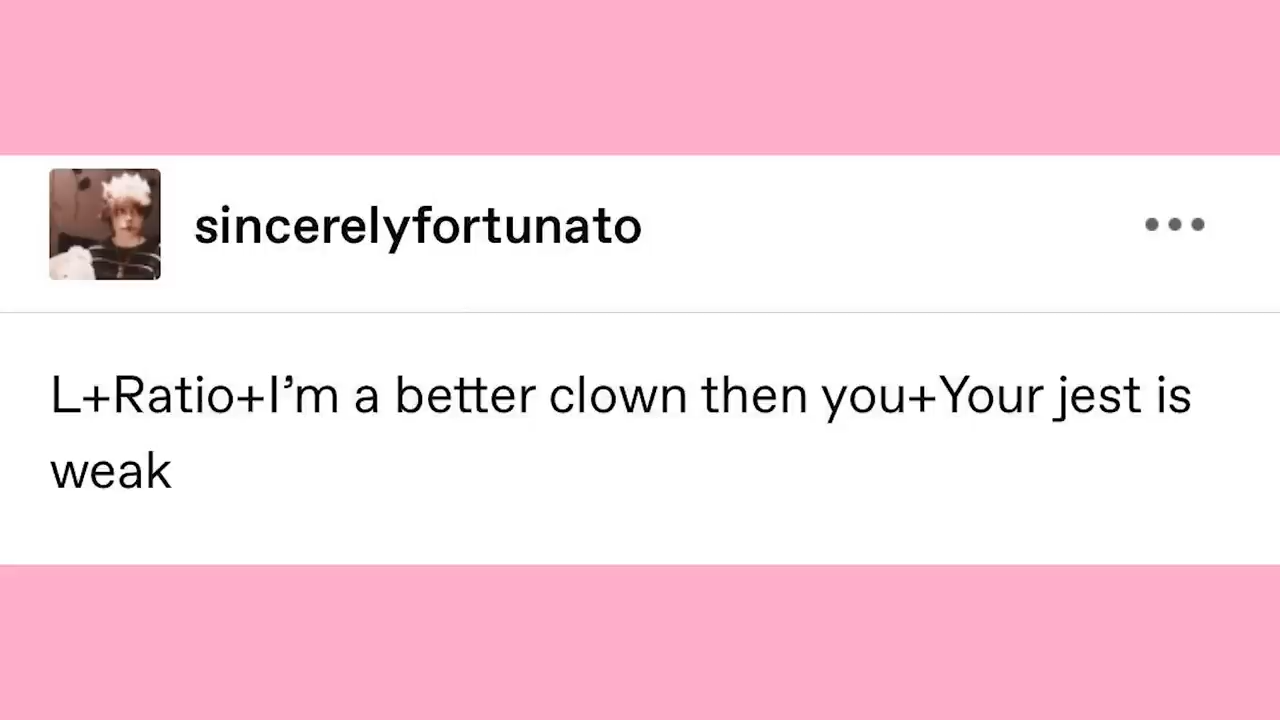 sincerelyfortunato
L+Ratio+I’m a better clown then you+Your jest is
weak